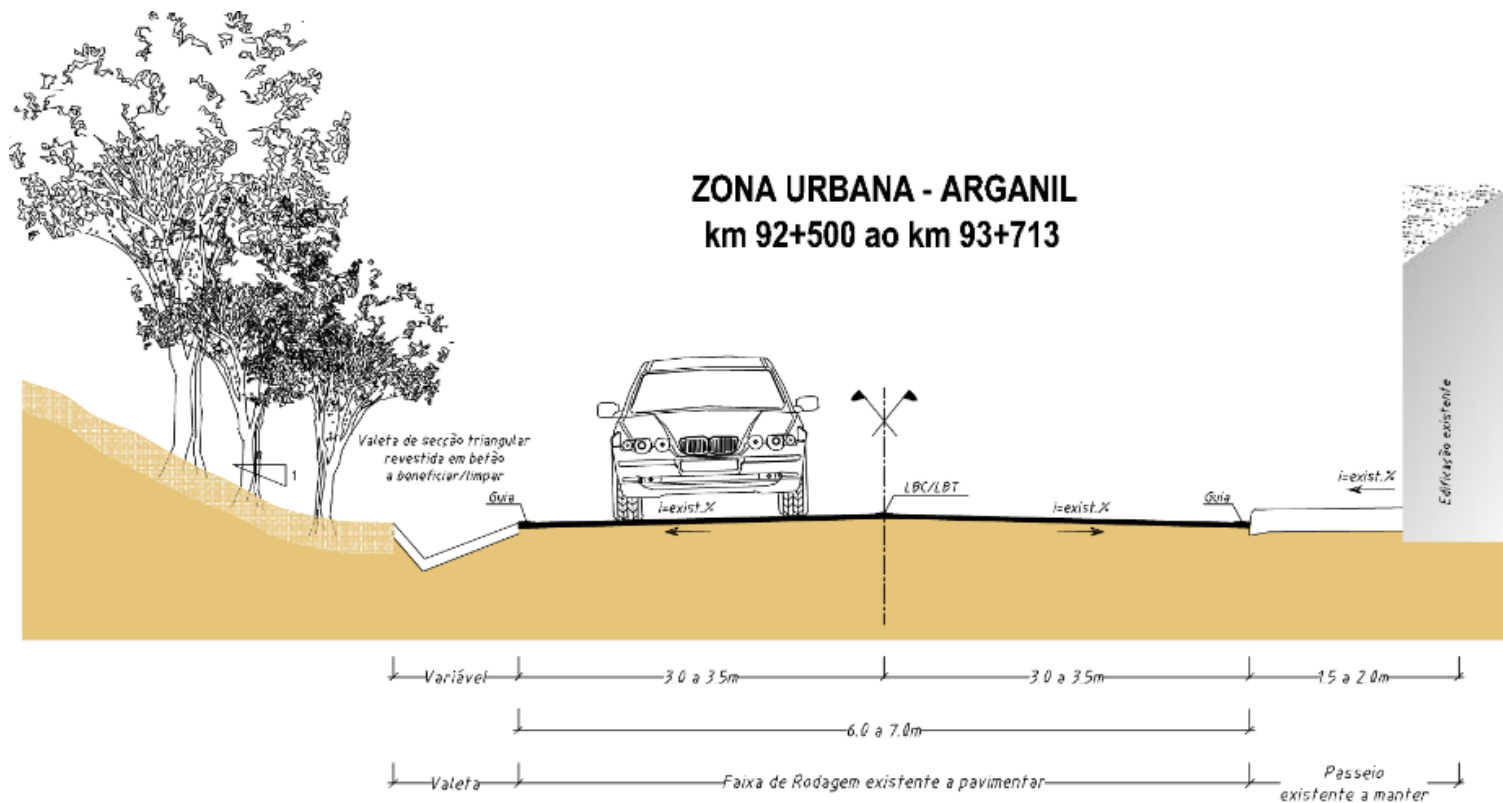 ZONA URBANA - ARGANIL
km 92+500 ao km 93+713
Valeta de secção triangular
revestida em betão
a beneficiar/limpar
1
Guia
i=exist.%
LBC/LBT
i=exist.%
Guia
i=exist.%
Edificação existente
Variável
3.0 a 3.5m
3.0 a 3.5m
1.5 a 2.0m
6.0 a 7.0m
Valeta
Faixa de Rodagem existente a pavimentar
Passeio
existente a manter